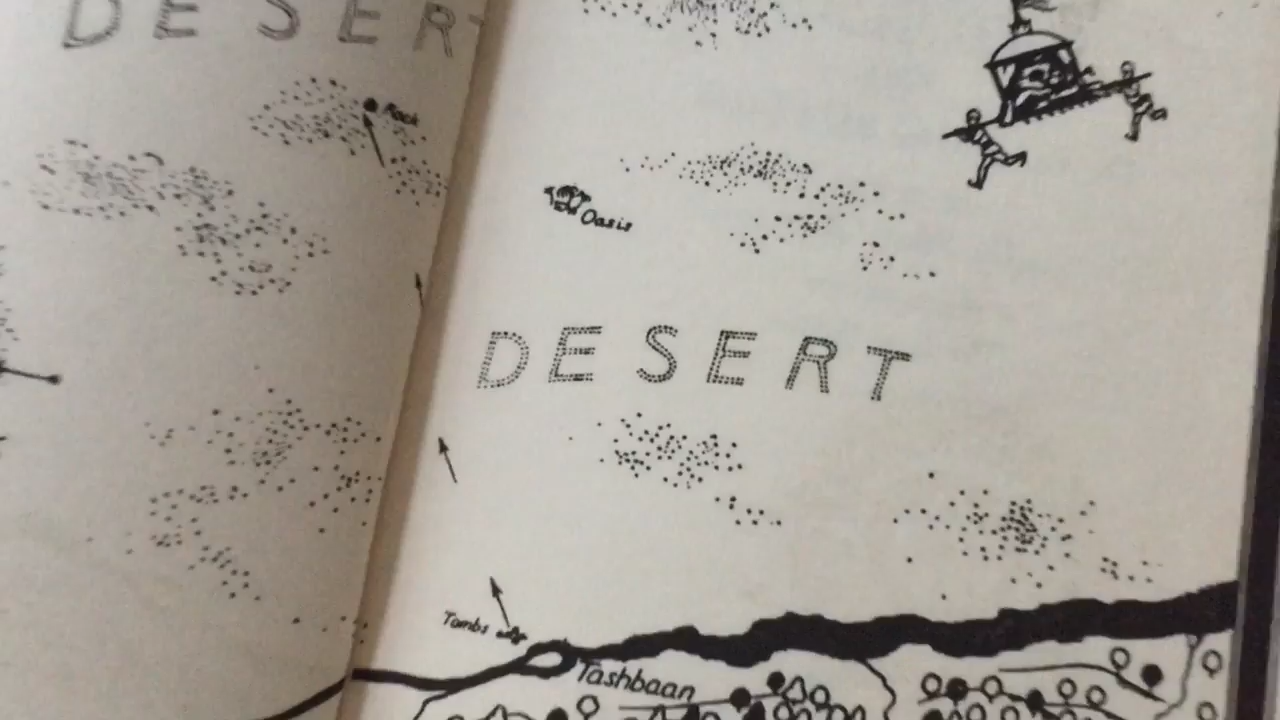 DESERT
Rock
Oasis
DESERT
Tombs
Tashbaan